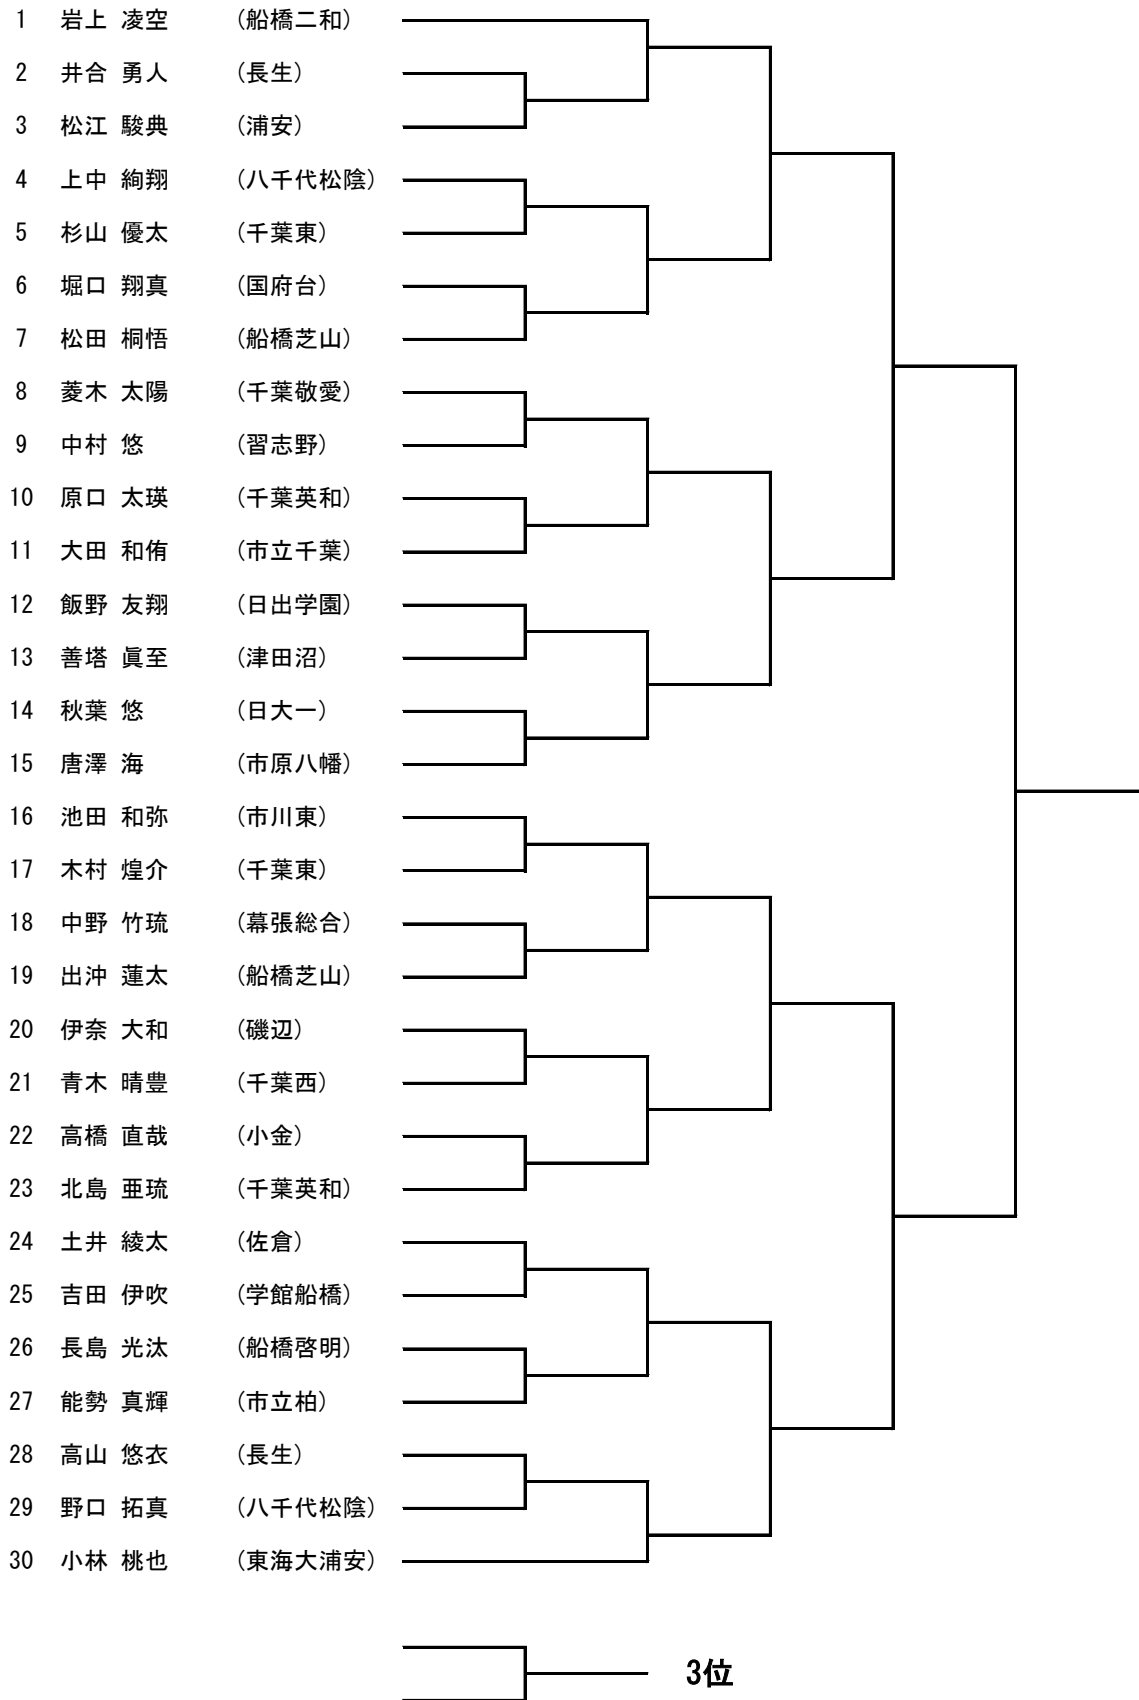 1 岩上 凌空 (船橋二和)
2 井合 勇人 (長生)
3 松江 駿典 (浦安)
4 上中 絢翔 (八千代松陰)
5 杉山 優太 (千葉東)
6 堀口 翔真 (国府台)
7 松田 桐悟 (船橋芝山)
8 菱木 太陽 (千葉敬愛)
9 中村 悠 (習志野)
10 原口 太瑛 (千葉英和)
11 大田 和侑 (市立千葉)
12 飯野 友翔 (日出学園)
13 善塔 眞至 (津田沼)
14 秋葉 悠 (日大一)
15 唐澤 海 (市原八幡)
16 池田 和弥 (市川東)
17 木村 煌介 (千葉東)
18 中野 竹琉 (幕張総合)
19 出沖 蓮太 (船橋芝山)
20 伊奈 大和 (磯辺)
21 青木 晴豊 (千葉西)
22 高橋 直哉 (小金)
23 北島 亜琉 (千葉英和)
24 土井 綾太 (佐倉)
25 吉田 伊吹 (学館船橋)
26 長島 光汰 (船橋啓明)
27 能勢 真輝 (市立柏)
28 高山 悠衣 (長生)
29 野口 拓真 (八千代松陰)
30 小林 桃也 (東海大浦安)
3位